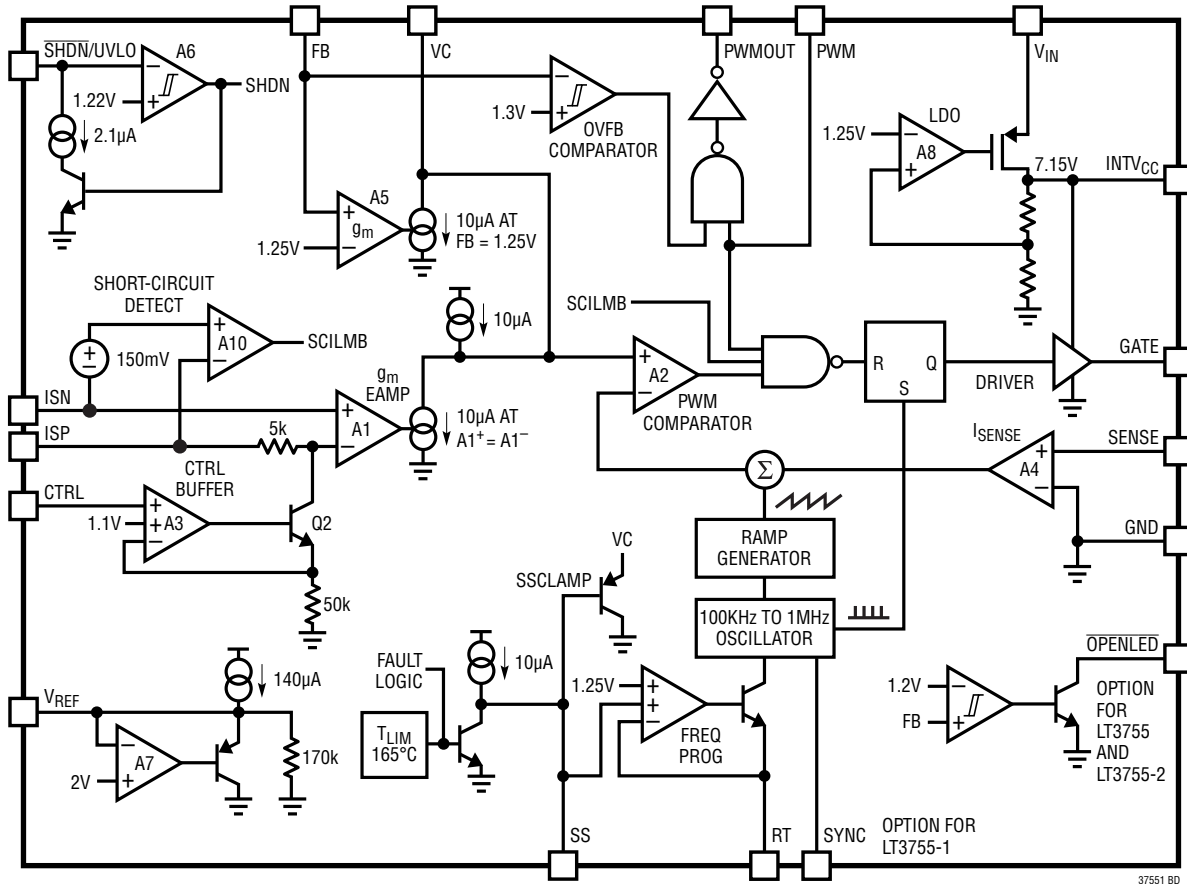 FB
VC
PWMOUT
PWM
VIN
SHDN/UVLO
A6
−
+
1.22V
SHDN
2.1µA
−
+
1.3V
OVFB
COMPARATOR
LDO
1.25V
−
A8
+
7.15V
INTVCC
A5
+
gm
−
1.25V
10µA AT
FB = 1.25V
SHORT-CIRCUIT
DETECT
+
A10
−
SCILMB
+
−
150mV
10µA
SCILMB
+
A2
−
PWM
COMPARATOR
R
Q
S
DRIVER
GATE
ISN
ISP
gm
EAMP
+
A1
−
10µA AT
A1+ = A1−
5k
ISENSE
+
A4
−
SENSE
GND
CTRL
CTRL
BUFFER
+
+
A3
−
1.1V
Q2
50k
Σ
RAMP
GENERATOR
VC
SSCLAMP
100KHz TO 1MHz
OSCILLATOR
FAULT
LOGIC
10µA
TLIM
165°C
1.25V
+
+
−
FREQ
PROG
1.2V
−
FB
+
OPENLED
OPTION
FOR
LT3755
AND
LT3755-2
VREF
140µA
−
A7
+
2V
170k
SS
RT
SYNC
OPTION FOR
LT3755-1
37551 BD